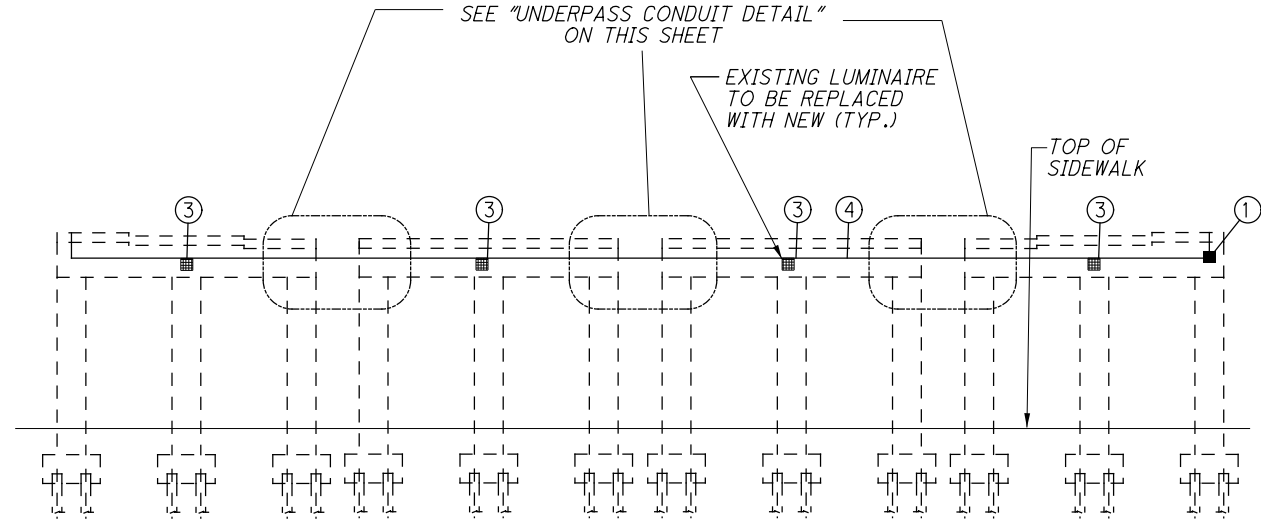 SEE "UNDERPASS CONDUIT DETAIL"
ON THIS SHEET
EXISTING LUMINAIRE
TO BE REPLACED
WITH NEW (TYP.)
TOP OF
SIDEWALK
3
3
3
4
3
1